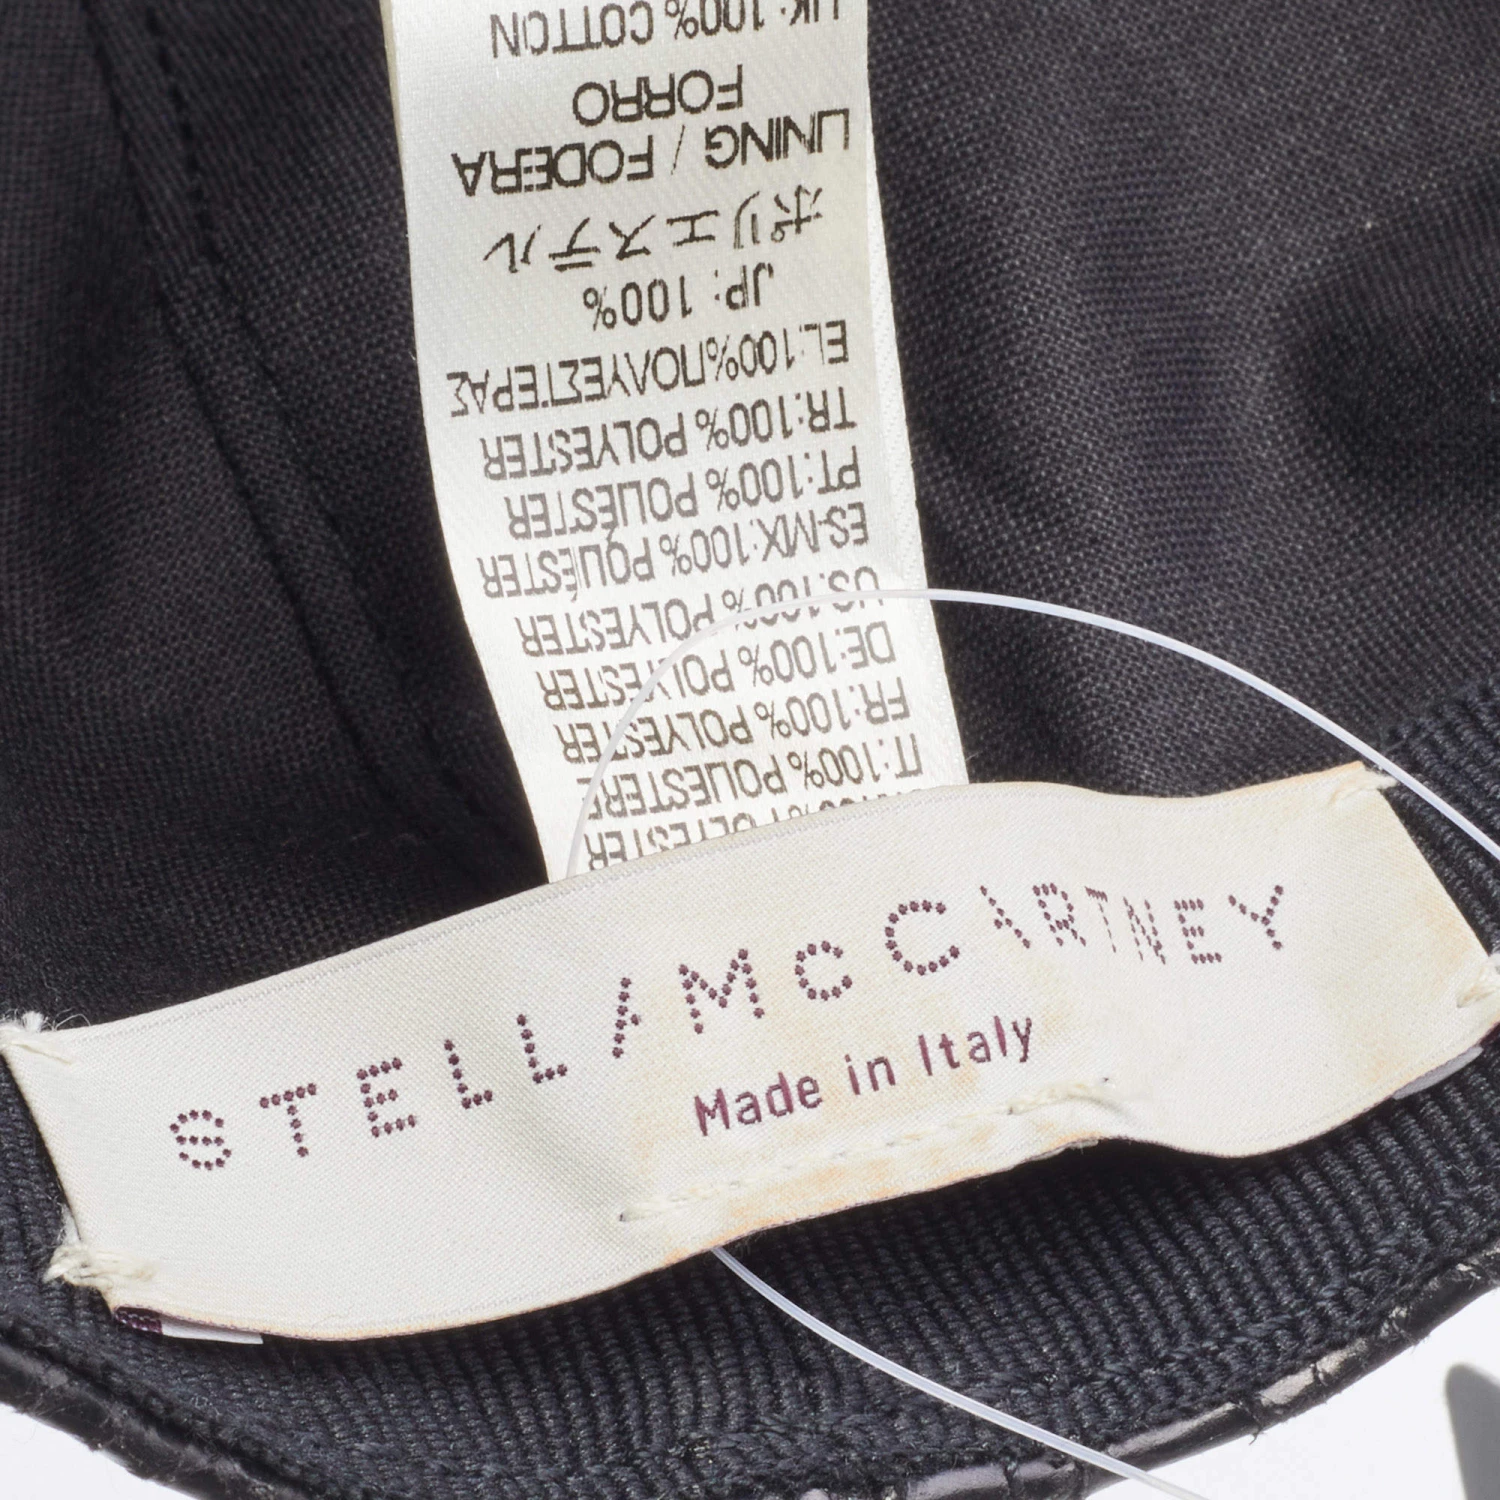 STELLA McCARTNEY
Made in Italy
POLYESTER
IT:100% POLIESTERE
FR:100% POLYESTER
DE:100% POLYESTER
US:100% POLYESTER
ES-MX:100% POLIÉSTER
PT:100% POLIÉSTER
TR:100% POLYESTER
EL:100%ΠΟΛΥΕΣΤΕΡΑΣ
JP: 100%
ポリエステル
LINING / FODERA
FORRO
UK: 100% COTTON